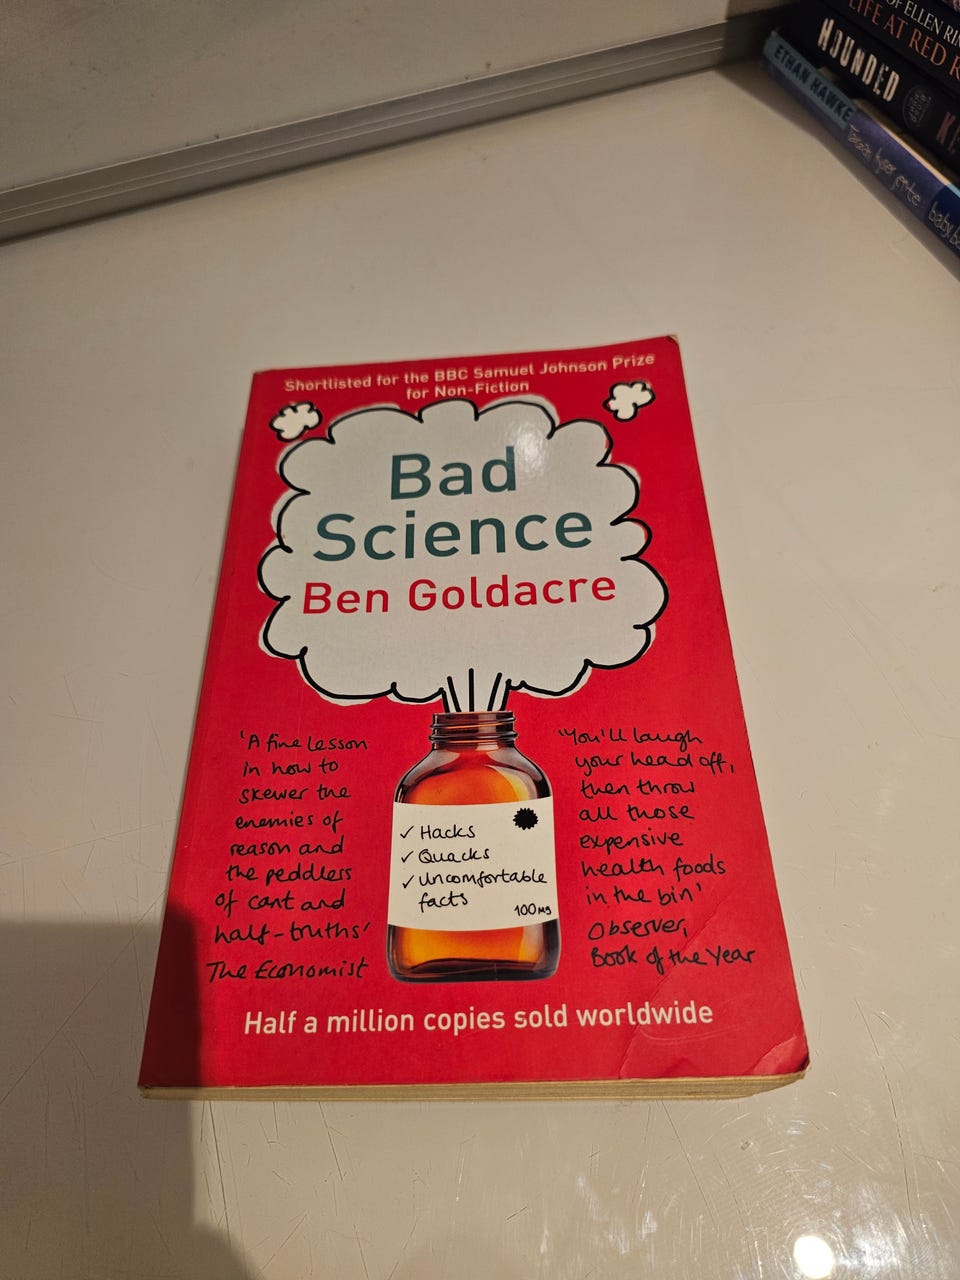 OF ELLEN
LIFE AT RED
HOUNDED
ETHAN HAWKE
Shortlisted for the BBC Samuel Johnson Prize
for Non-Fiction
Bad
Science
Ben Goldacre
'A fine lesson
in how to
skewer the
enemies of
reason and
the peddlers
of cant and
half-truths'
The Economist
✓ Hacks
✓ Quacks
✓ Uncomfortable
facts
100mg
'You'll laugh
your head off,
then throw
all those
expensive
health foods
in the bin'
Observer,
Book of the Year
Half a million copies sold worldwide